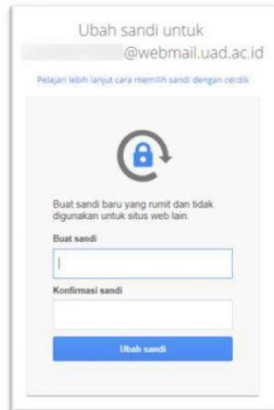 Ubah sandi untuk
@webmail.uad.ac.id
Pelajari lebih lanjut cara memilih sandi dengan cerdik
Buat sandi baru yang rumit dan tidak
digunakan untuk situs web lain.
Buat sandi
Konfirmasi sandi
Ubah sandi